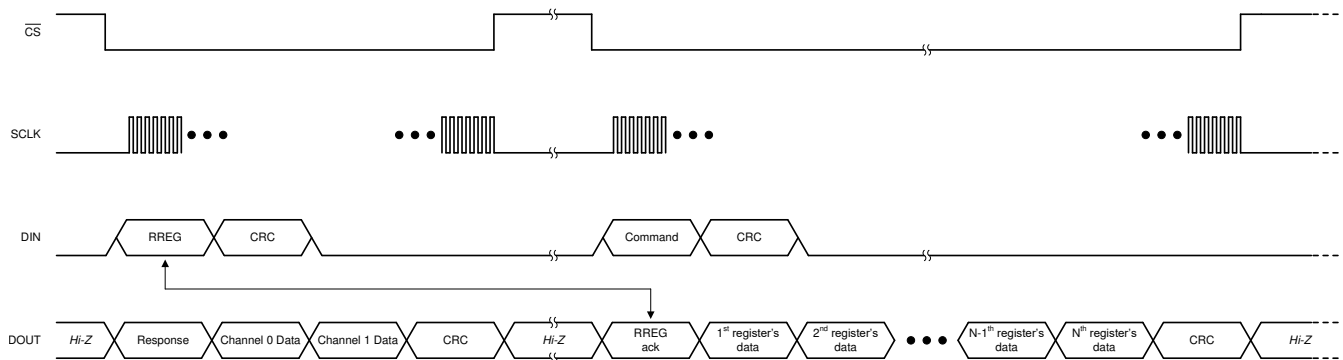 CS
SCLK
DIN
RREG
CRC
Command
CRC
DOUT
Hi-Z
Response
Channel 0 Data
Channel 1 Data
CRC
Hi-Z
RREG
ack
1st register's
data
2nd register's
data
N-1th register's
data
Nth register's
data
CRC
Hi-Z